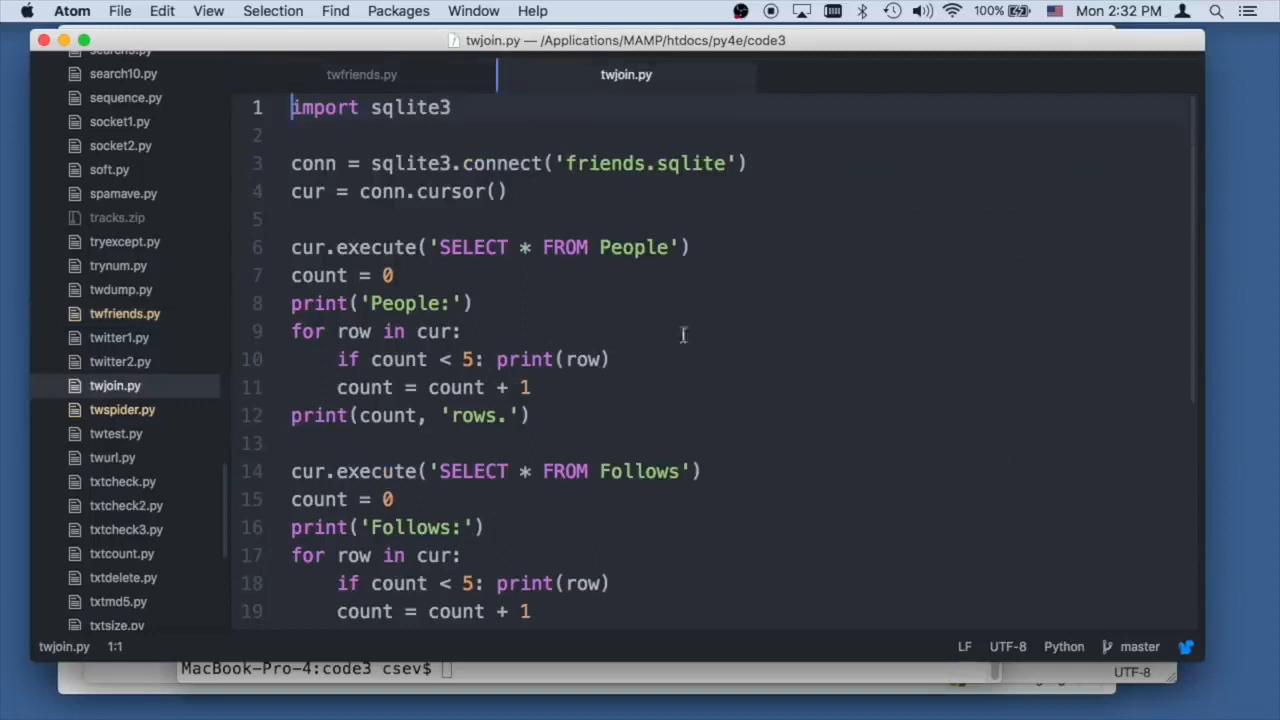 Atom File Edit View Selection Find Packages Window Help 100% Mon 2:32 PM
twjoin.py — /Applications/MAMP/htdocs/py4e/code3
search10.py
sequence.py
socket1.py
socket2.py
soft.py
spamave.py
tracks.zip
tryexcept.py
trynum.py
twdump.py
twfriends.py
twitter1.py
twitter2.py
twjoin.py
twspider.py
twtest.py
twurl.py
txtcheck.py
txtcheck2.py
txtcheck3.py
txtcount.py
txtdelete.py
txtmd5.py
txtsize.py
twfriends.py twjoin.py
1 import sqlite3
2
3 conn = sqlite3.connect('friends.sqlite')
4 cur = conn.cursor()
5
6 cur.execute('SELECT * FROM People')
7 count = 0
8 print('People:')
9 for row in cur:
10 if count < 5: print(row)
11 count = count + 1
12 print(count, 'rows.')
13
14 cur.execute('SELECT * FROM Follows')
15 count = 0
16 print('Follows:')
17 for row in cur:
18 if count < 5: print(row)
19 count = count + 1
twjoin.py 1:1 LF UTF-8 Python master
MacBook-Pro-4:code3 csev$
UTF-8